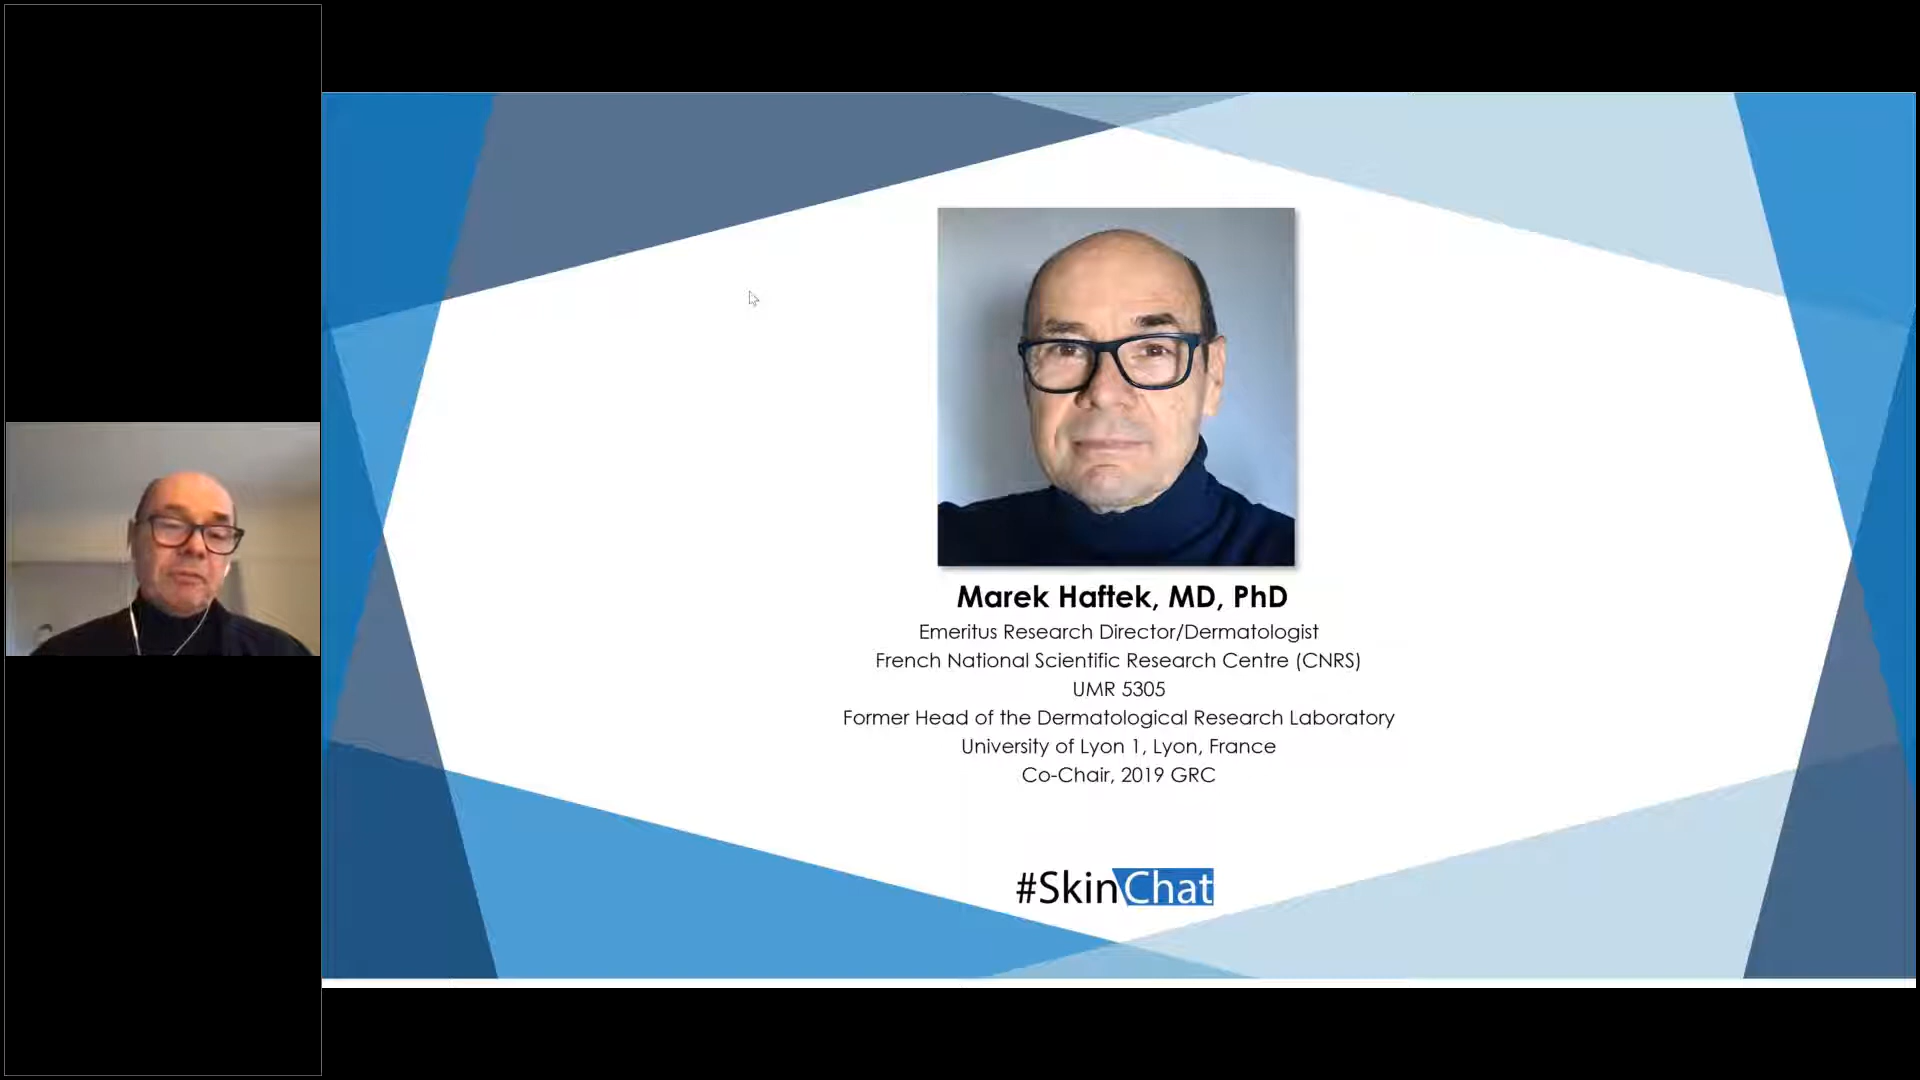 Marek Haftek, MD, PhD
Emeritus Research Director/Dermatologist
French National Scientific Research Centre (CNRS)
UMR 5305
Former Head of the Dermatological Research Laboratory
University of Lyon 1, Lyon, France
Co-Chair, 2019 GRC
#SkinChat